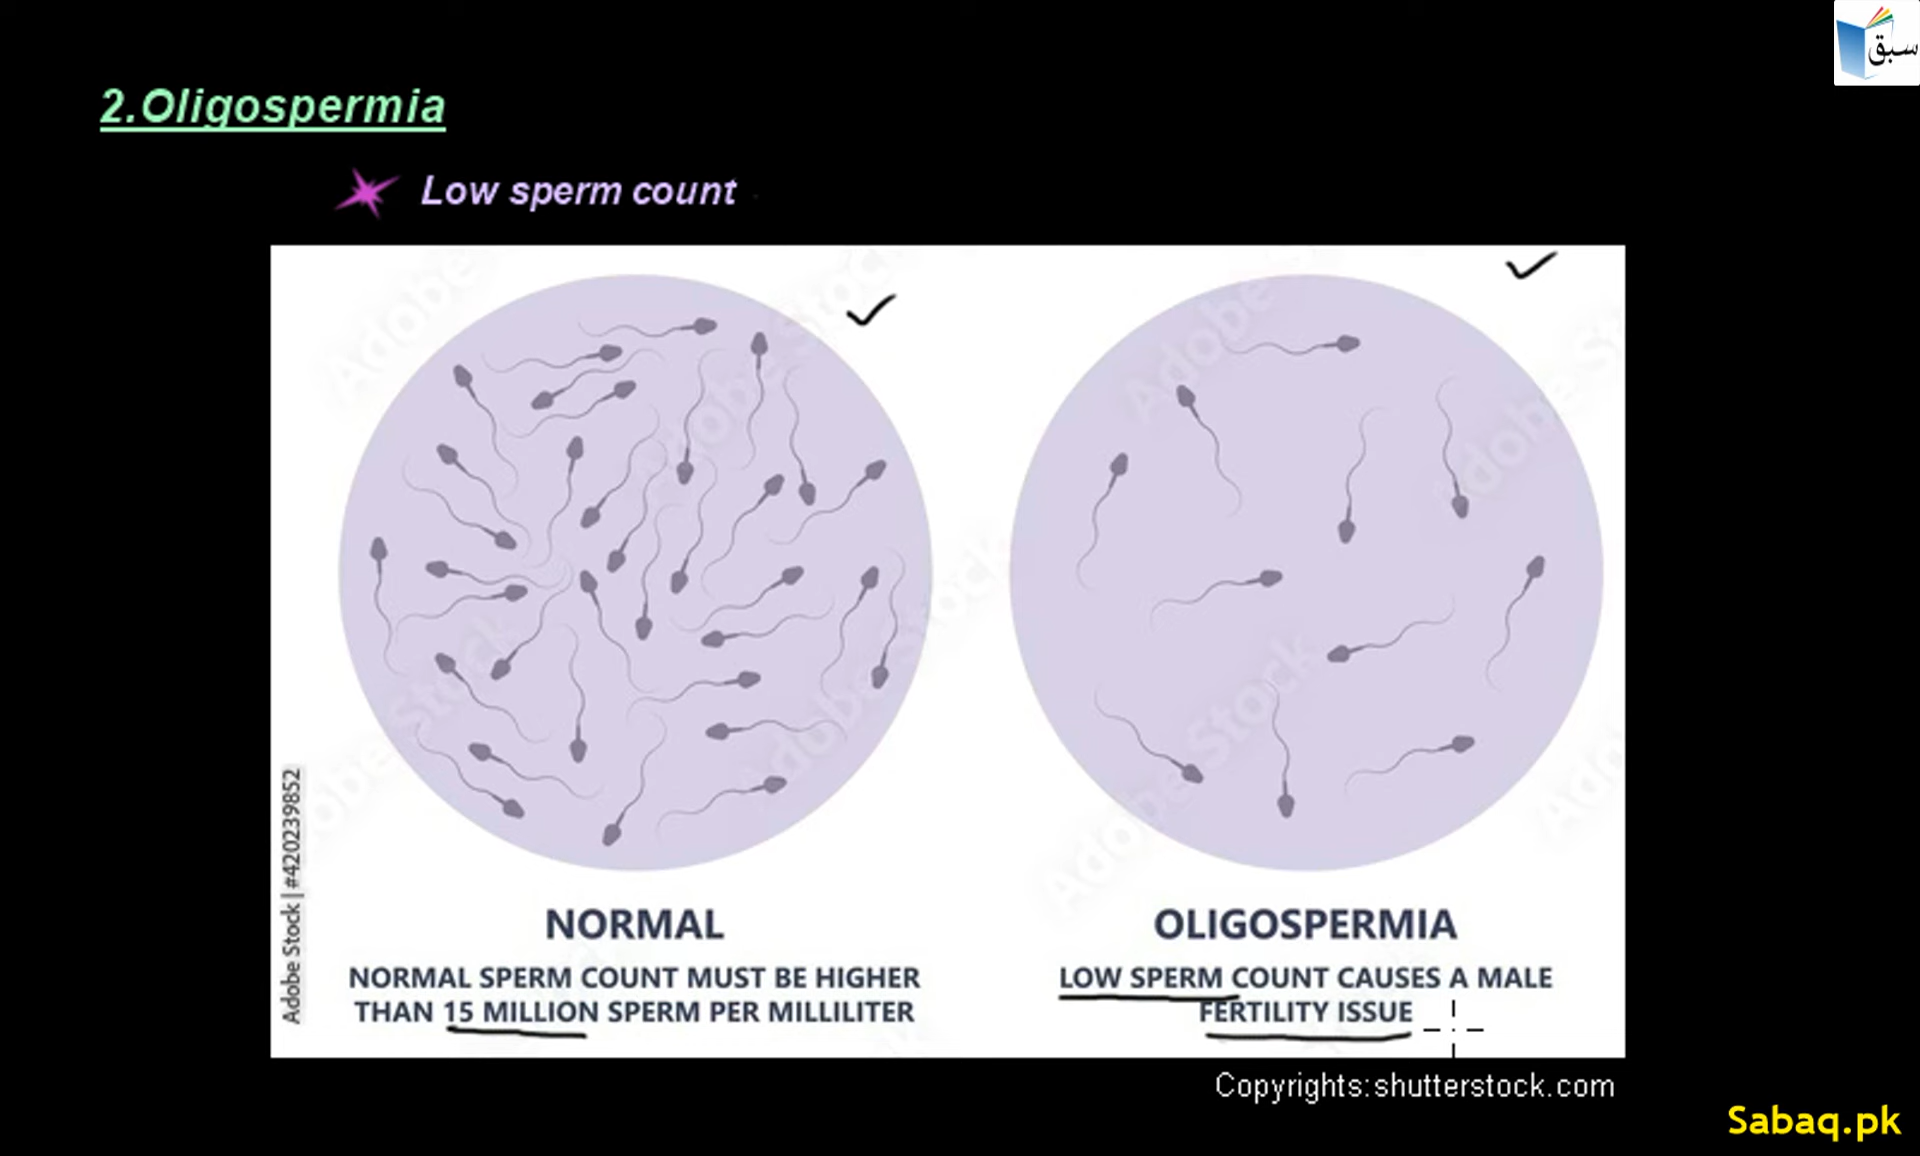 سبق
2.Oligospermia
Low sperm count
Adobe Stock | #420239852
NORMAL
NORMAL SPERM COUNT MUST BE HIGHER
THAN 15 MILLION SPERM PER MILLILITER
OLIGOSPERMIA
LOW SPERM COUNT CAUSES A MALE
FERTILITY ISSUE
Copyrights:shutterstock.com
Sabaq.pk